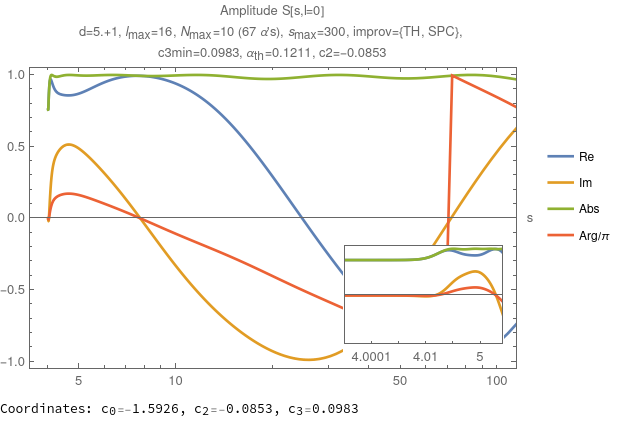 Amplitude S[s,l=0]
d=5.+1, lmax=16, Nmax=10 (67 α's), smax=300, improv={TH, SPC},
c3min=0.0983, αth=0.1211, c2=-0.0853
1.0
0.5
0.0
-0.5
-1.0
5
10
50
100
s
4.0001
4.01
5
Re
Im
Abs
Arg/π
Coordinates: c0=-1.5926, c2=-0.0853, c3=0.0983